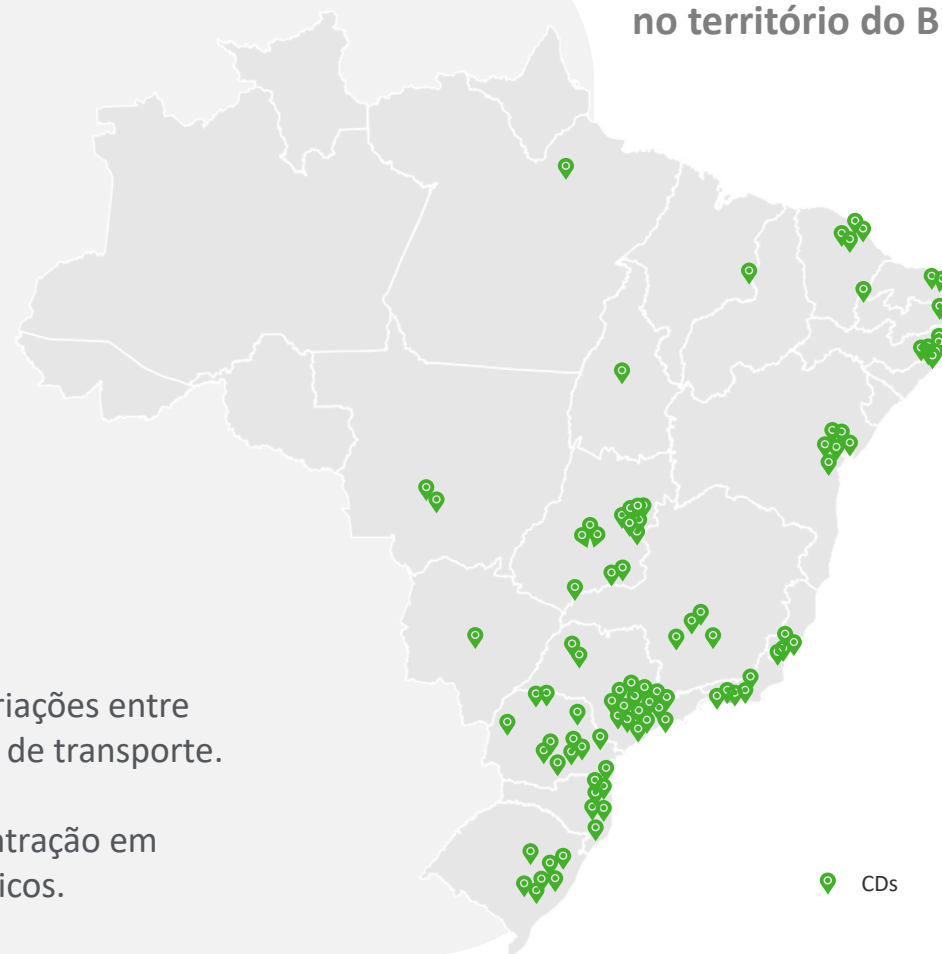 no território do B
riações entre
de transporte.
ntração em
icos.
CDs